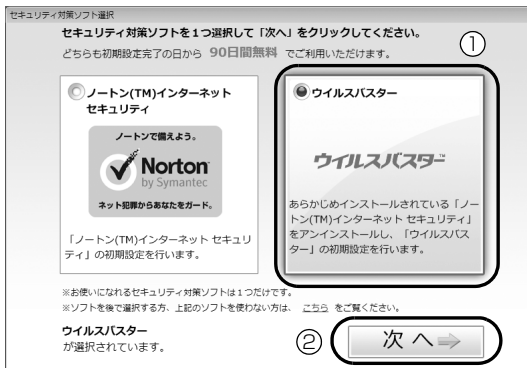 セキュリティ対策ソフト選択
セキュリティ対策ソフトを1つ選択して「次へ」をクリックしてください。
どちらも初期設定完了の日から 90日間無料 でご利用いただけます。
①
ノートン(TM)インターネット
セキュリティ
ノートンで備えよう。
Norton
by Symantec
ネット犯罪からあなたをガード。
「ノートン(TM)インターネット セキュリ
ティ」の初期設定を行います。
ウイルスバスター
ウイルスバスター™
あらかじめインストールされている「ノー
トン(TM)インターネット セキュリティ」
をアンインストールし、「ウイルスバス
ター」の初期設定を行います。
※お使いになれるセキュリティ対策ソフトは1つだけです。
※ソフトを後で選択する方、上記のソフトを使わない方は、 こちら をご覧ください。
ウイルスバスター
が選択されています。
②
次 へ